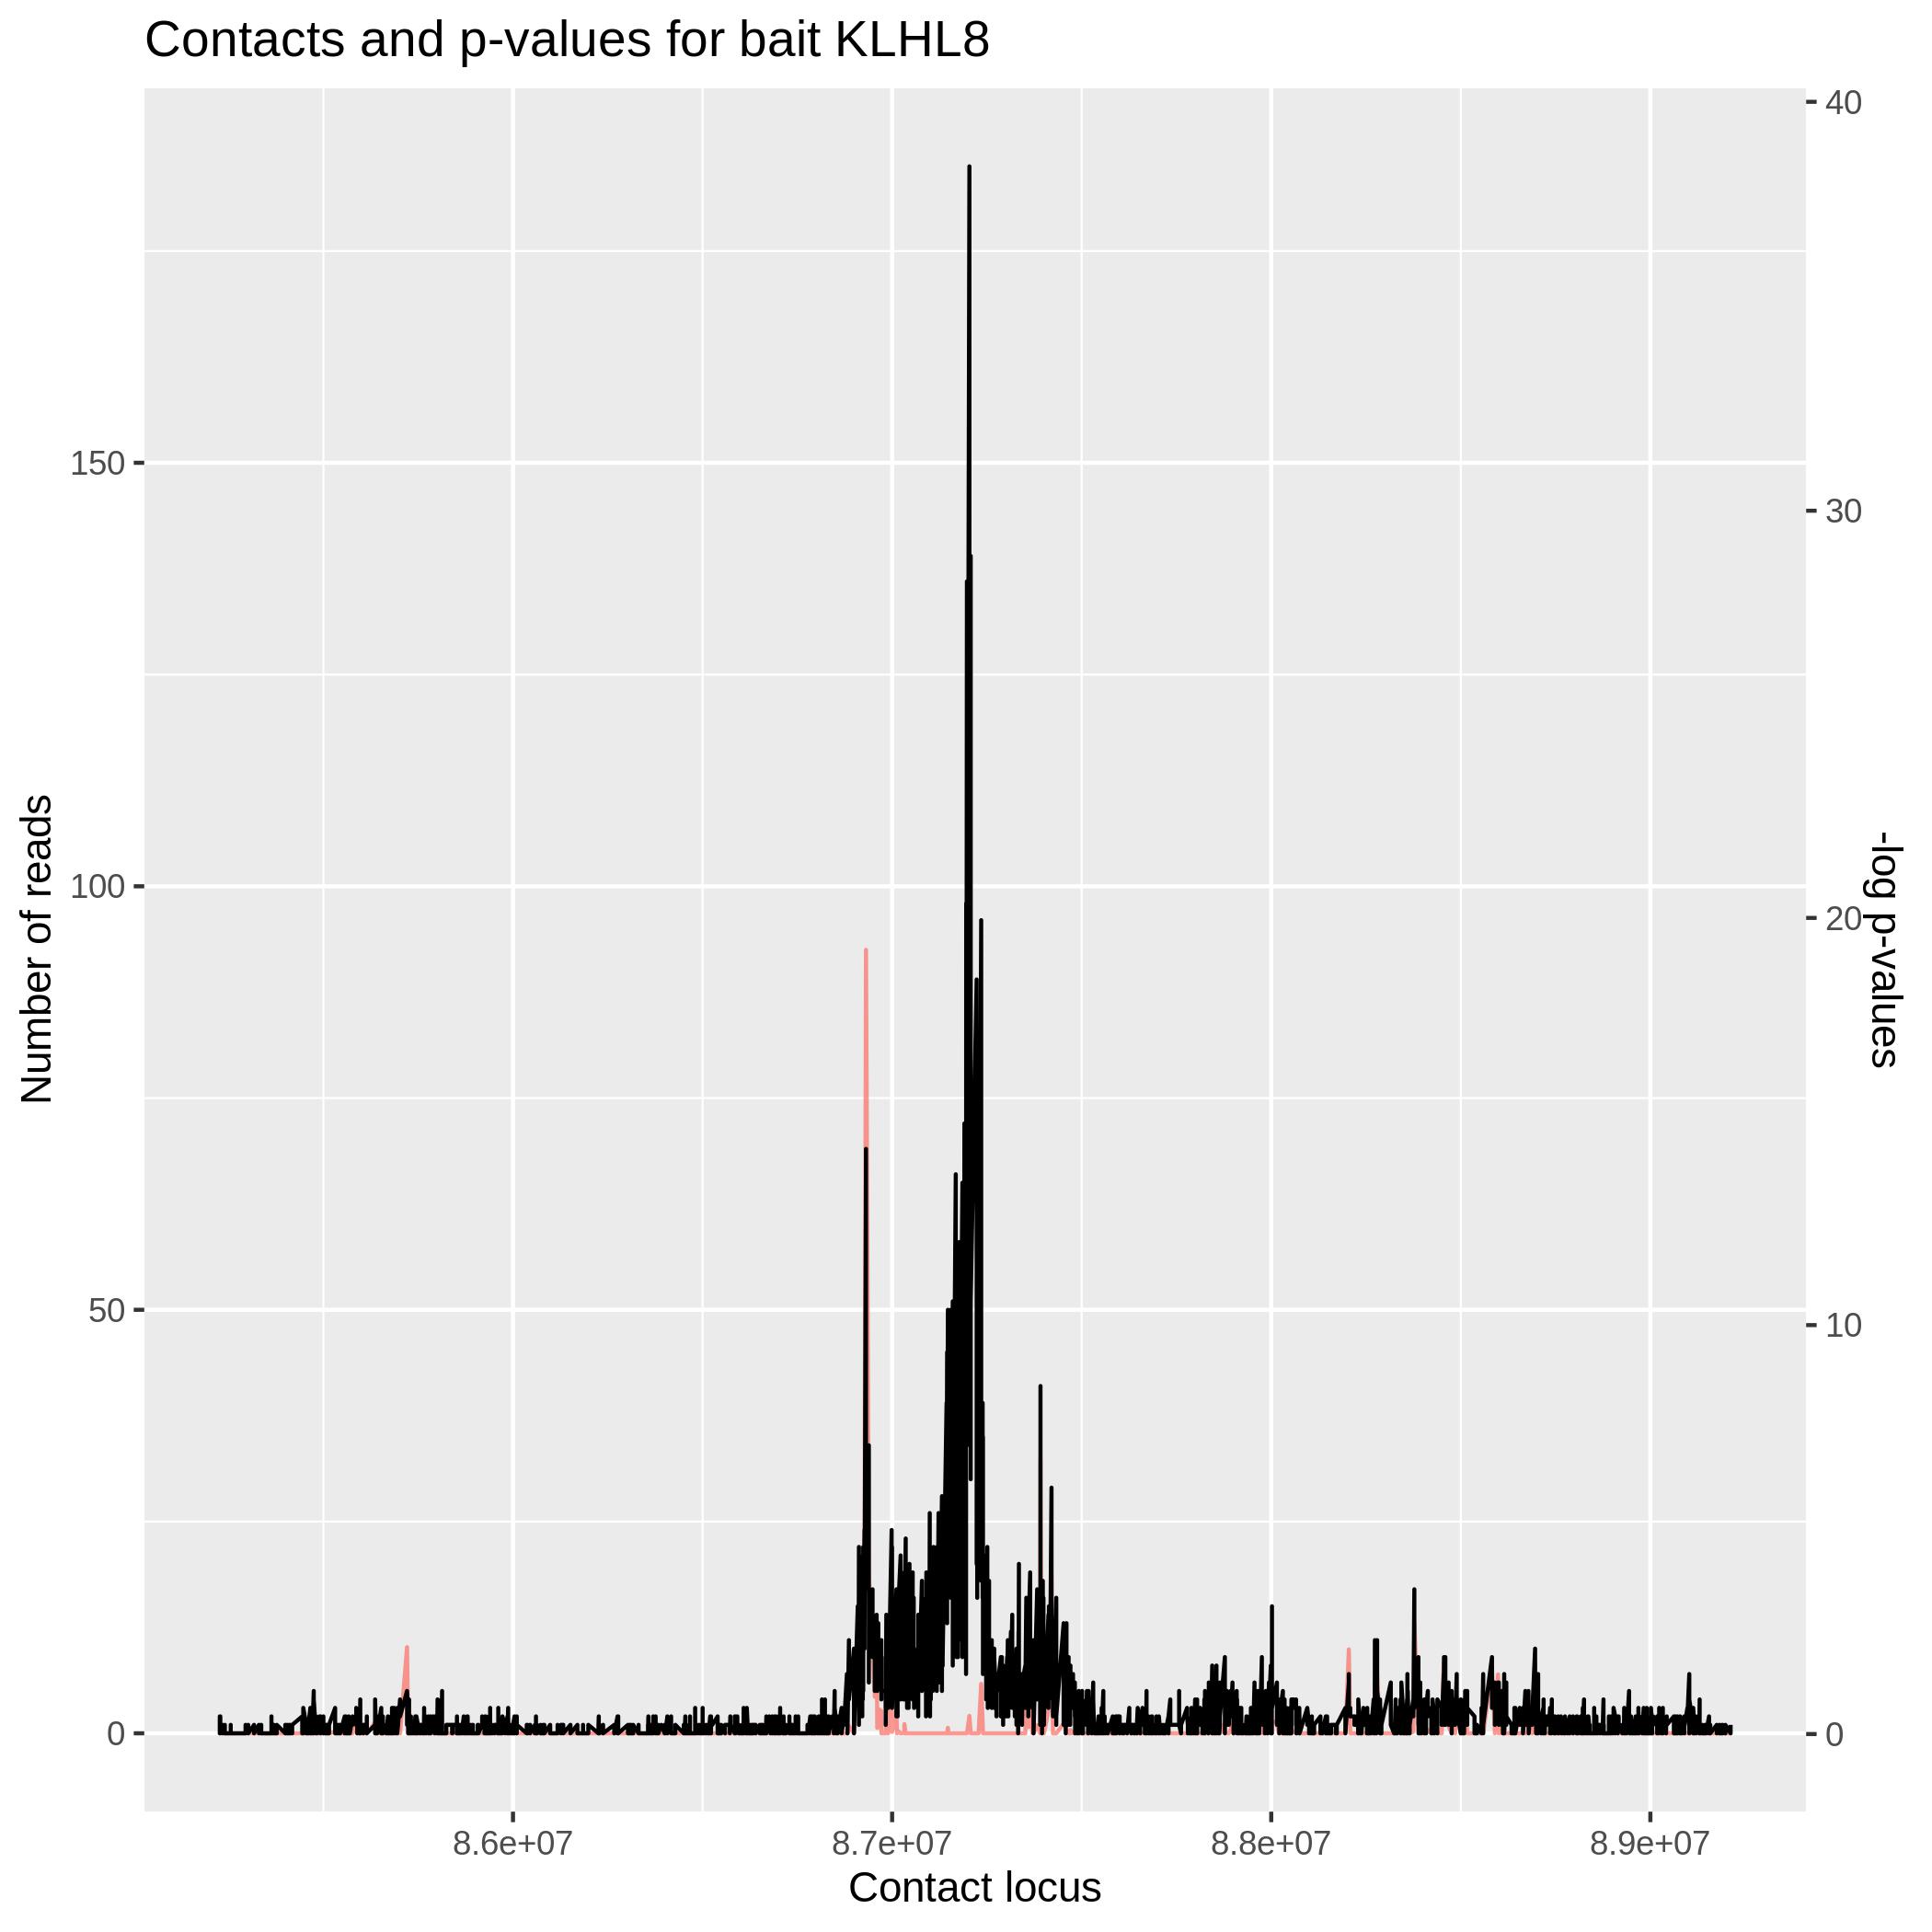 Contacts and p-values for bait KLHL8
Number of reads
150
100
50
0
40
30
20
10
0
-log p-values
8.6e+07
8.7e+07
8.8e+07
8.9e+07
Contact locus